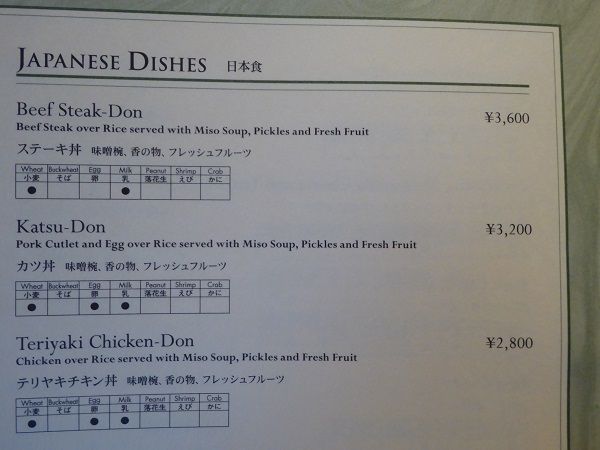 JAPANESE DISHES 日本食
Beef Steak-Don ¥3,600
Beef Steak over Rice served with Miso Soup, Pickles and Fresh Fruit
ステーキ丼 味噌椀、香の物、フレッシュフルーツ
Wheat Buckwheat Egg Milk Peanut Shrimp Crab
小麦 そば 卵 乳 落花生 えび かに
● ●
Katsu-Don ¥3,200
Pork Cutlet and Egg over Rice served with Miso Soup, Pickles and Fresh Fruit
カツ丼 味噌椀、香の物、フレッシュフルーツ
Wheat Buckwheat Egg Milk Peanut Shrimp Crab
小麦 そば 卵 乳 落花生 えび かに
● ● ●
Teriyaki Chicken-Don ¥2,800
Chicken over Rice served with Miso Soup, Pickles and Fresh Fruit
テリヤキチキン丼 味噌椀、香の物、フレッシュフルーツ
Wheat Buckwheat Egg Milk Peanut Shrimp Crab
小麦 そば 卵 乳 落花生 えび かに
● ● ●